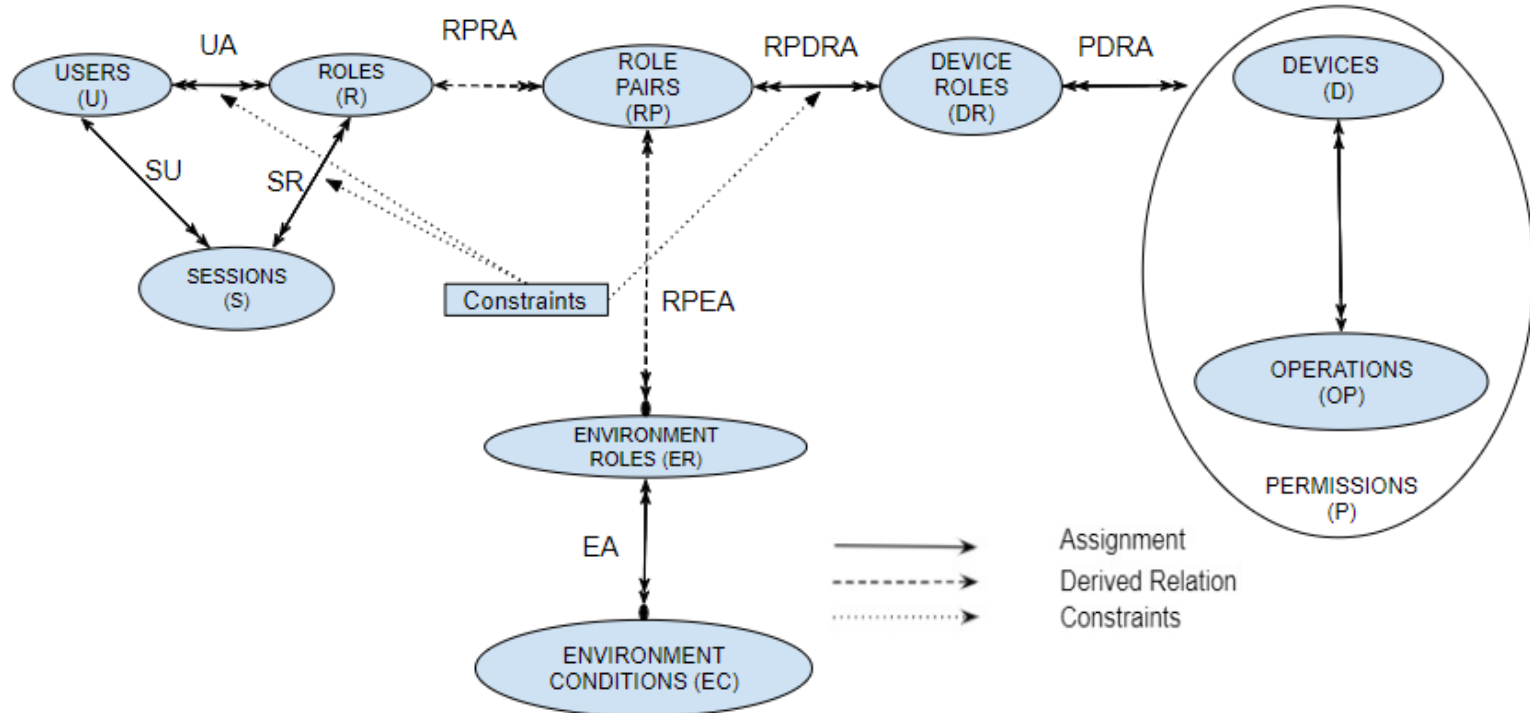 UA
RPRA
RPDRA
PDRA
USERS
(U)
ROLES
(R)
ROLE
PAIRS
(RP)
DEVICE
ROLES
(DR)
DEVICES
(D)
SU
SR
SESSIONS
(S)
Constraints
RPEA
OPERATIONS
(OP)
ENVIRONMENT
ROLES (ER)
PERMISSIONS
(P)
EA
Assignment
Derived Relation
Constraints
ENVIRONMENT
CONDITIONS (EC)